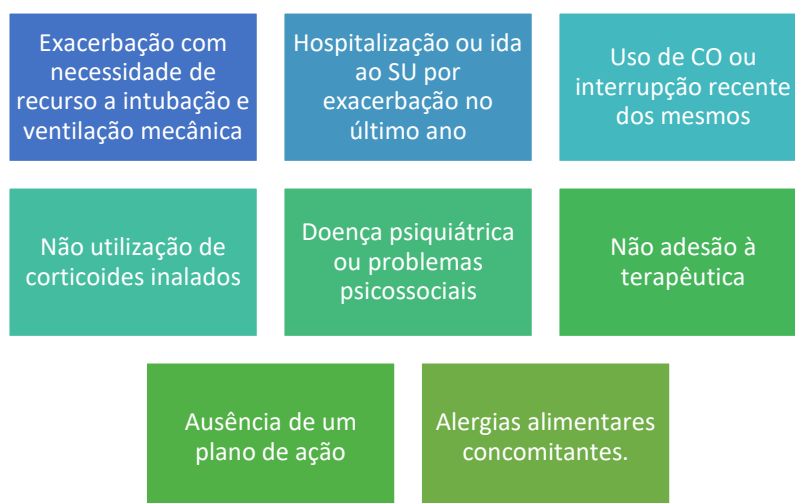 Exacerbação com
necessidade de
recurso a intubação e
ventilação mecânica
Hospitalização ou ida
ao SU por
exacerbação no
último ano
Uso de CO ou
interrupção recente
dos mesmos
Não utilização de
corticoides inalados
Doença psiquiátrica
ou problemas
psicossociais
Não adesão à
terapêutica
Ausência de um
plano de ação
Alergias alimentares
concomitantes.